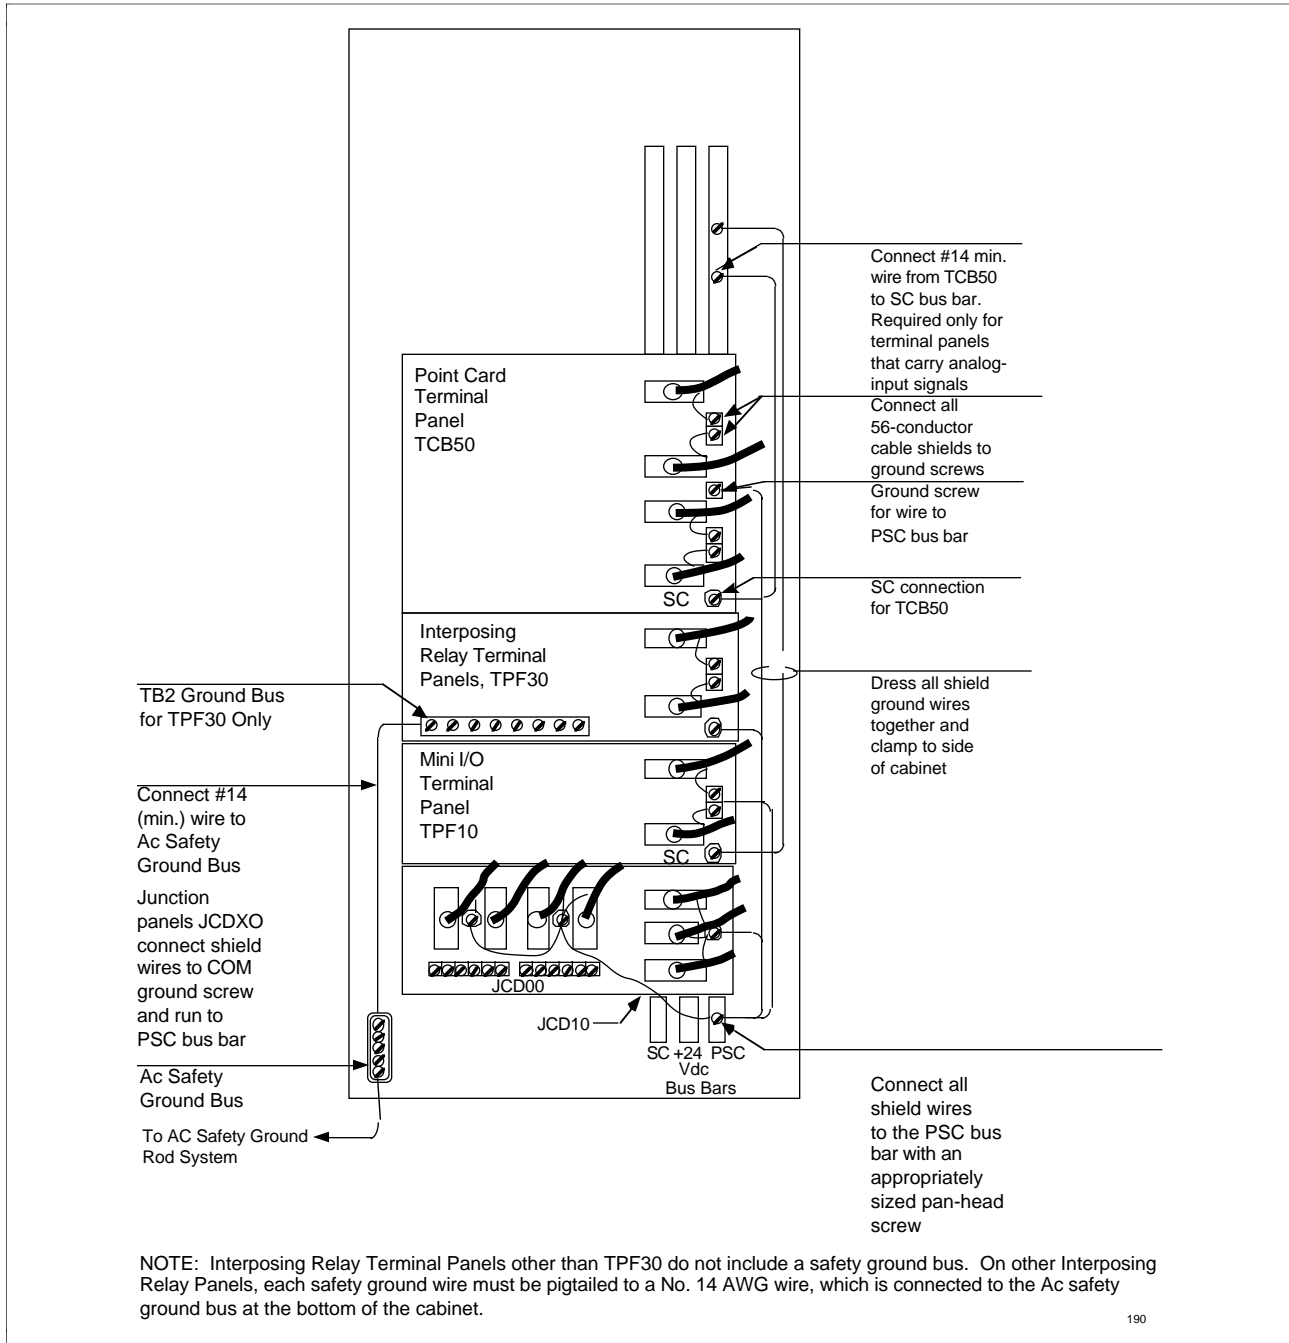 Point Card
Terminal
Panel
TCB50
Connect #14 min.
wire from TCB50
to SC bus bar.
Required only for
terminal panels
that carry analog-
input signals
Connect all
56-conductor
cable shields to
ground screws
Ground screw
for wire to
PSC bus bar
SC connection
for TCB50
SC
Interposing
Relay Terminal
Panels, TPF30
Dress all shield
ground wires
together and
clamp to side
of cabinet
TB2 Ground Bus
for TPF30 Only
Mini I/O
Terminal
Panel
TPF10
SC
Connect #14
(min.) wire to
Ac Safety
Ground Bus
Junction
panels JCDXO
connect shield
wires to COM
ground screw
and run to
PSC bus bar
JCD00
JCD10
SC +24 PSC
Vdc
Bus Bars
Ac Safety
Ground Bus
To AC Safety Ground
Rod System
Connect all
shield wires
to the PSC bus
bar with an
appropriately
sized pan-head
screw
NOTE: Interposing Relay Terminal Panels other than TPF30 do not include a safety ground bus. On other Interposing
Relay Panels, each safety ground wire must be pigtailed to a No. 14 AWG wire, which is connected to the Ac safety
ground bus at the bottom of the cabinet.
190